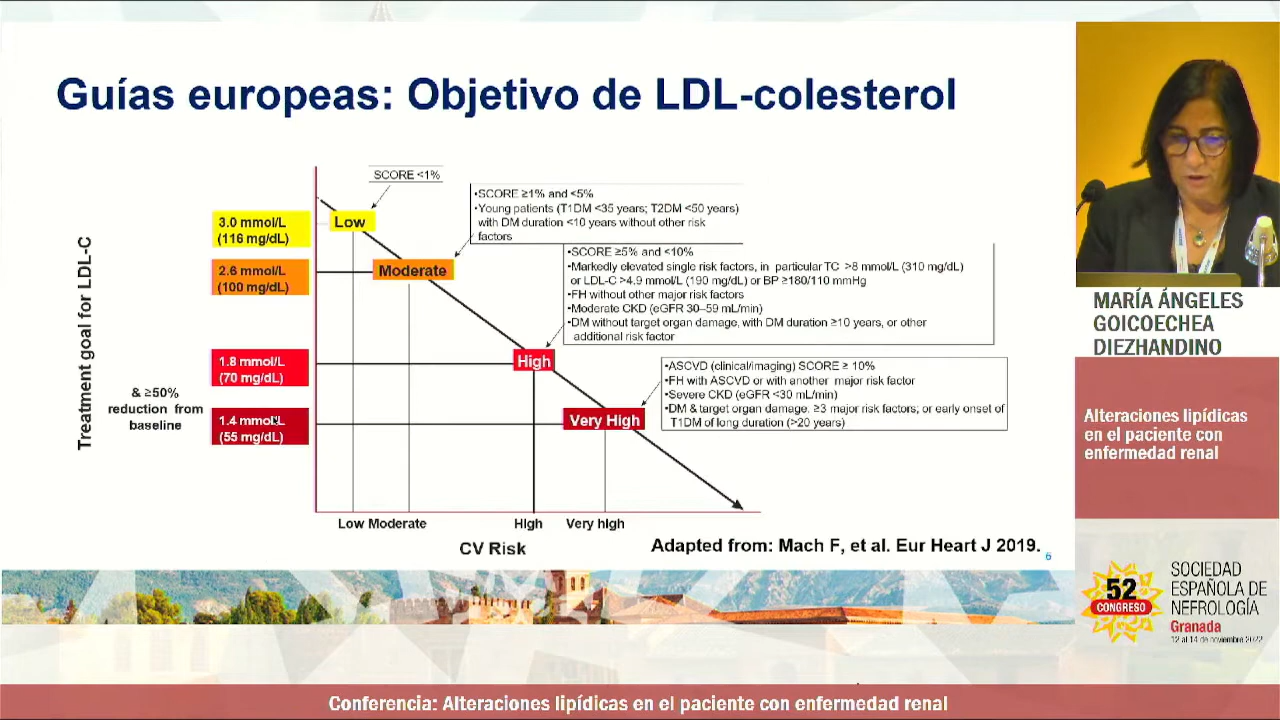 Guías europeas: Objetivo de LDL-colesterol
Treatment goal for LDL-C
3.0 mmol/L
(116 mg/dL)
2.6 mmol/L
(100 mg/dL)
1.8 mmol/L
(70 mg/dL)
& ≥50%
reduction from
baseline
1.4 mmol/L
(55 mg/dL)
SCORE <1%
Low
•SCORE ≥1% and <5%
•Young patients (T1DM <35 years; T2DM <50 years)
with DM duration <10 years without other risk
factors
Moderate
•SCORE ≥5% and <10%
•Markedly elevated single risk factors, in particular TC >8 mmol/L (310 mg/dL)
or LDL-C >4.9 mmol/L (190 mg/dL) or BP ≥180/110 mmHg
•FH without other major risk factors
•Moderate CKD (eGFR 30–59 mL/min)
•DM without target organ damage, with DM duration ≥10 years, or other
additional risk factor
High
•ASCVD (clinical/imaging) SCORE ≥ 10%
•FH with ASCVD or with another major risk factor
•Severe CKD (eGFR <30 mL/min)
•DM & target organ damage: ≥3 major risk factors; or early onset of
T1DM of long duration (>20 years)
Very High
Low Moderate High Very high
CV Risk
Adapted from: Mach F, et al. Eur Heart J 2019.
6
MARÍA ÁNGELES
GOICOECHEA
DIEZHANDINO
Alteraciones lipídicas
en el paciente con
enfermedad renal
52
CONGRESO
SOCIEDAD
ESPAÑOLA DE
NEFROLOGÍA
Granada
12 al 14 de noviembre 2022
Conferencia: Alteraciones lipídicas en el paciente con enfermedad renal